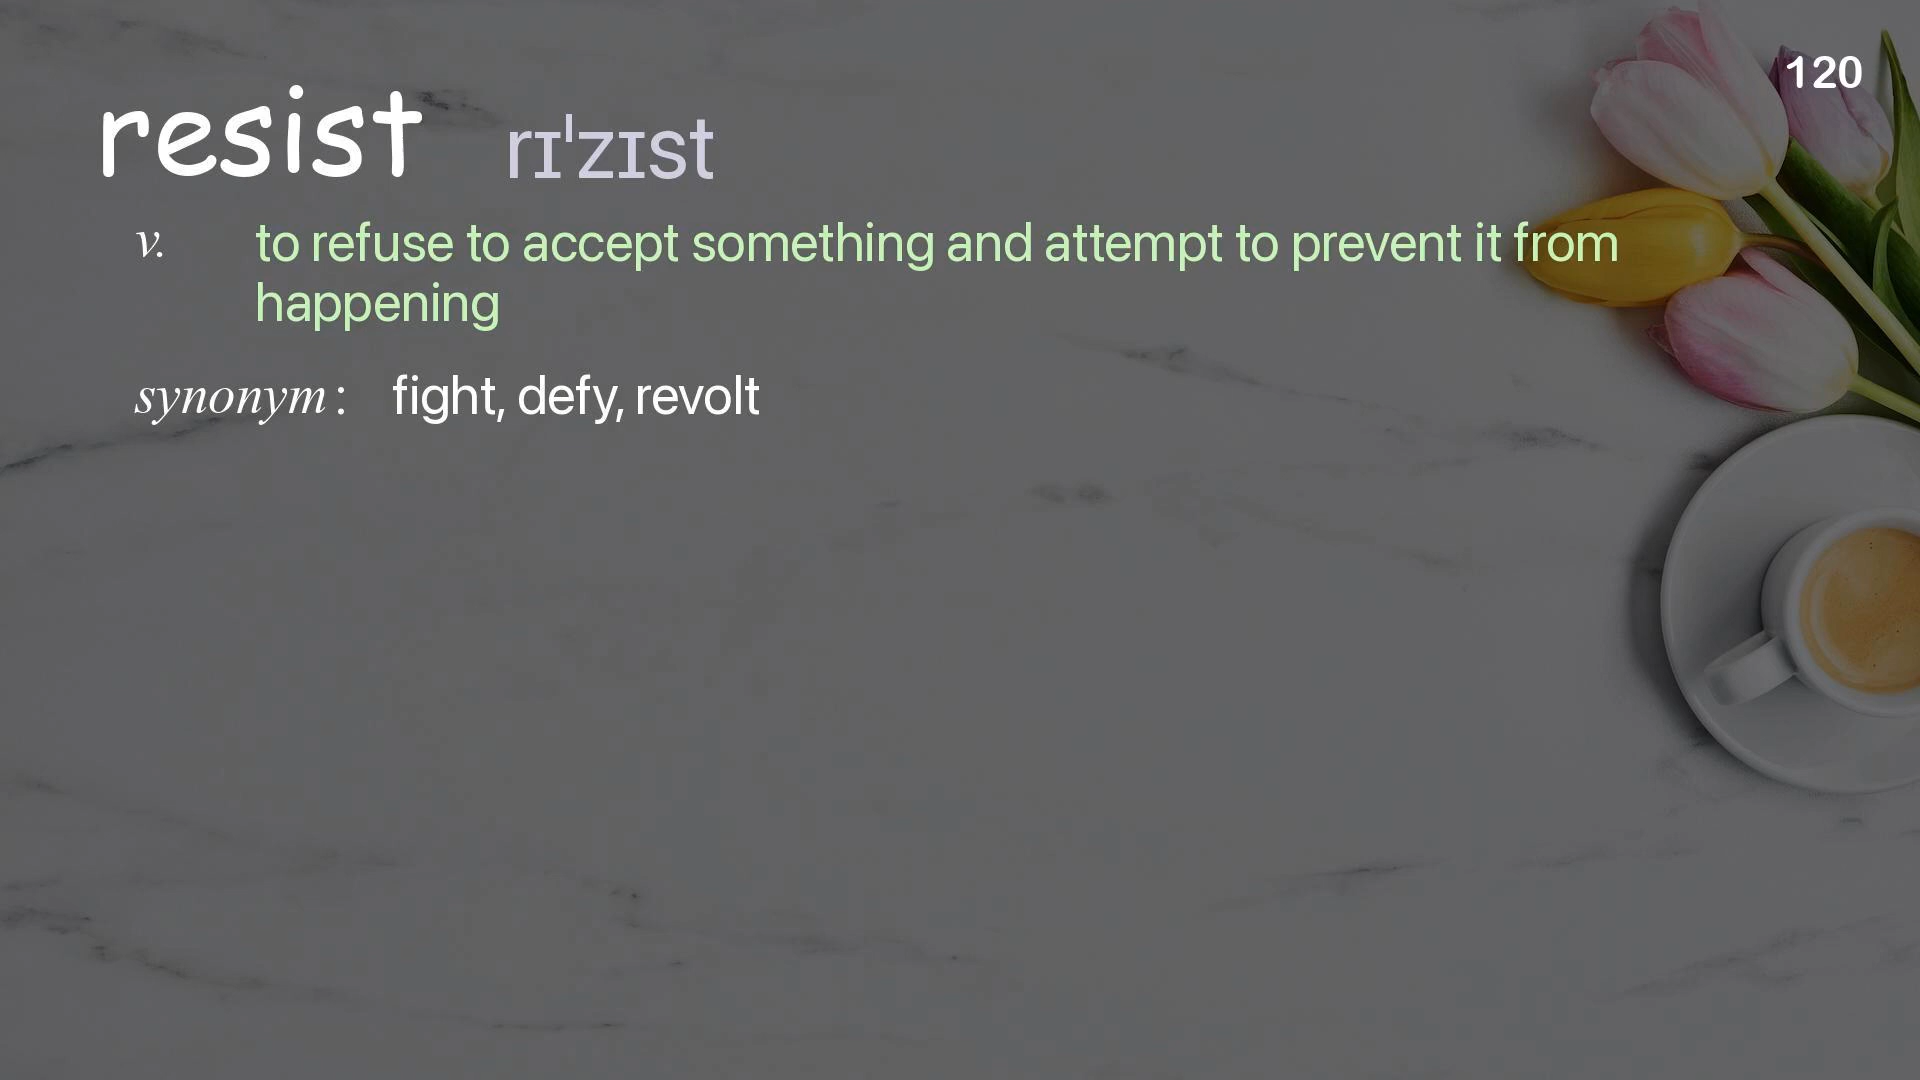 120
resist rɪˈzɪst
v. to refuse to accept something and attempt to prevent it from
happening
synonym: fight, defy, revolt